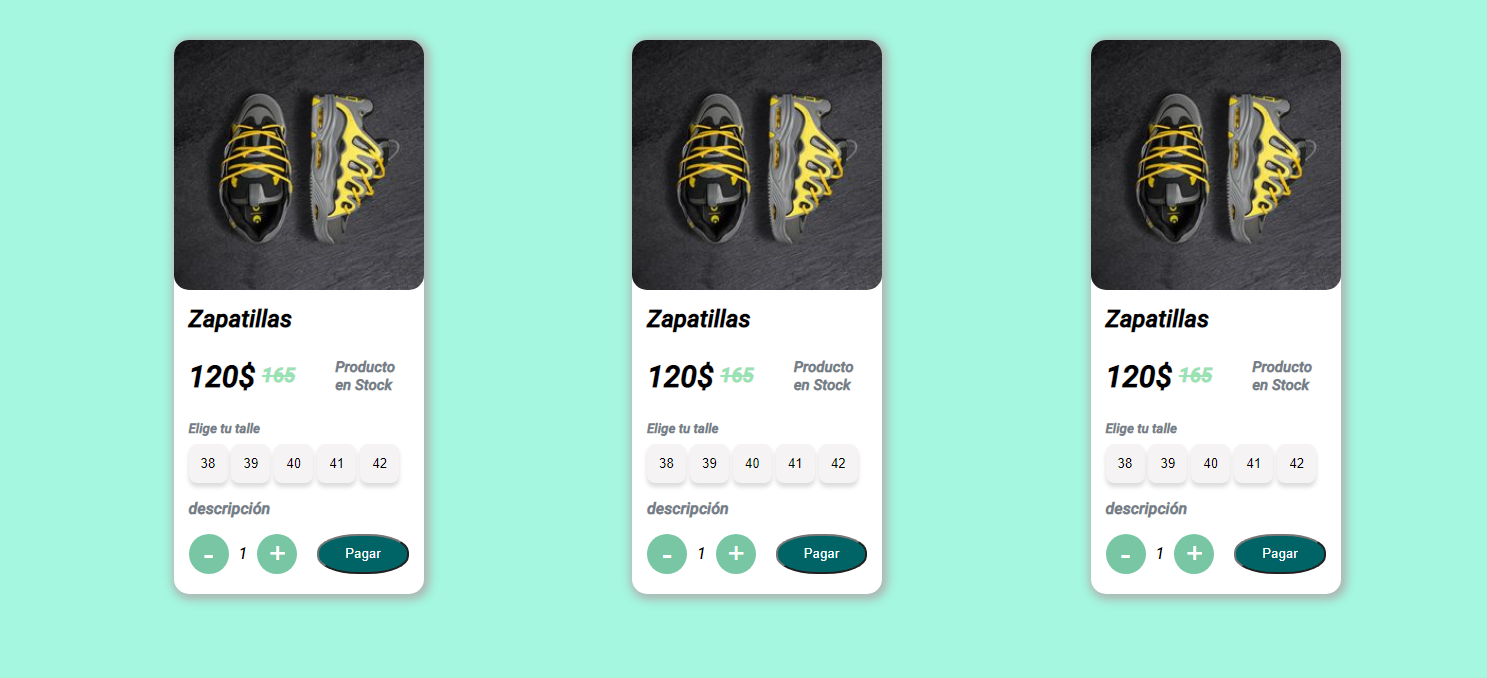 Zapatillas
120$ 165 Producto
en Stock
Elige tu talle
38 39 40 41 42
descripción
- 1 + Pagar
Zapatillas
120$ 165 Producto
en Stock
Elige tu talle
38 39 40 41 42
descripción
- 1 + Pagar
Zapatillas
120$ 165 Producto
en Stock
Elige tu talle
38 39 40 41 42
descripción
- 1 + Pagar